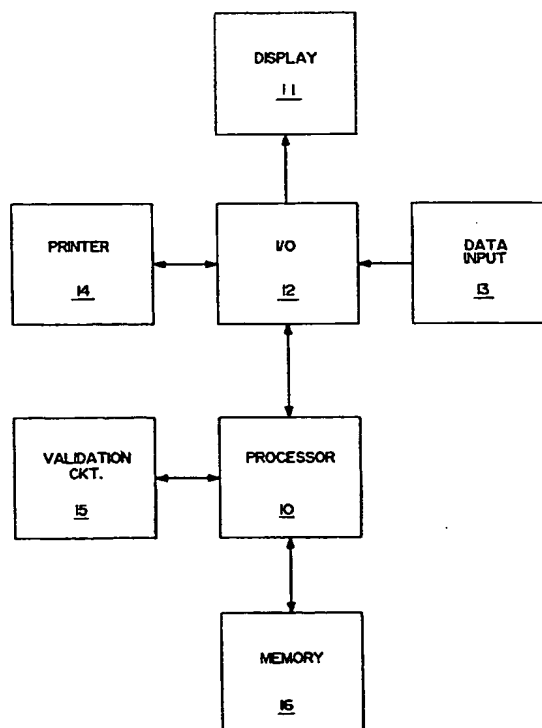 DISPLAY
11
PRINTER
14
I/O
12
DATA
INPUT
13
VALIDATION
CKT.
15
PROCESSOR
10
MEMORY
16